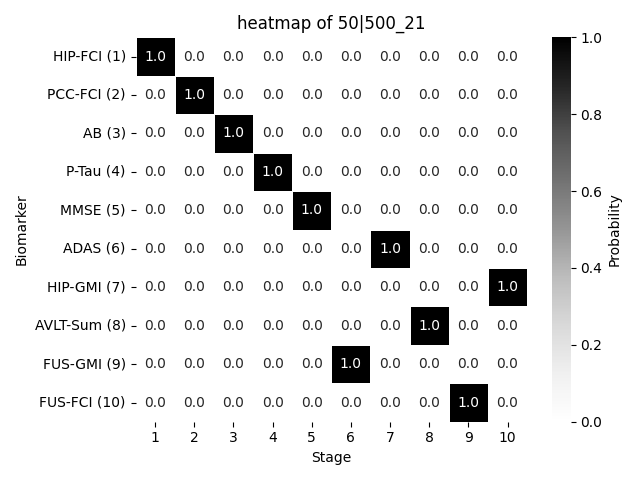 heatmap of 50|500_21
HIP-FCI (1) 1.0 0.0 0.0 0.0 0.0 0.0 0.0 0.0 0.0 0.0
PCC-FCI (2) 0.0 1.0 0.0 0.0 0.0 0.0 0.0 0.0 0.0 0.0
AB (3) 0.0 0.0 1.0 0.0 0.0 0.0 0.0 0.0 0.0 0.0
P-Tau (4) 0.0 0.0 0.0 1.0 0.0 0.0 0.0 0.0 0.0 0.0
MMSE (5) 0.0 0.0 0.0 0.0 1.0 0.0 0.0 0.0 0.0 0.0
ADAS (6) 0.0 0.0 0.0 0.0 0.0 0.0 1.0 0.0 0.0 0.0
HIP-GMI (7) 0.0 0.0 0.0 0.0 0.0 0.0 0.0 0.0 0.0 1.0
AVLT-Sum (8) 0.0 0.0 0.0 0.0 0.0 0.0 0.0 1.0 0.0 0.0
FUS-GMI (9) 0.0 0.0 0.0 0.0 0.0 1.0 0.0 0.0 0.0 0.0
FUS-FCI (10) 0.0 0.0 0.0 0.0 0.0 0.0 0.0 0.0 1.0 0.0
1 2 3 4 5 6 7 8 9 10
Stage
Biomarker
1.0
0.8
0.6
0.4
0.2
0.0
Probability